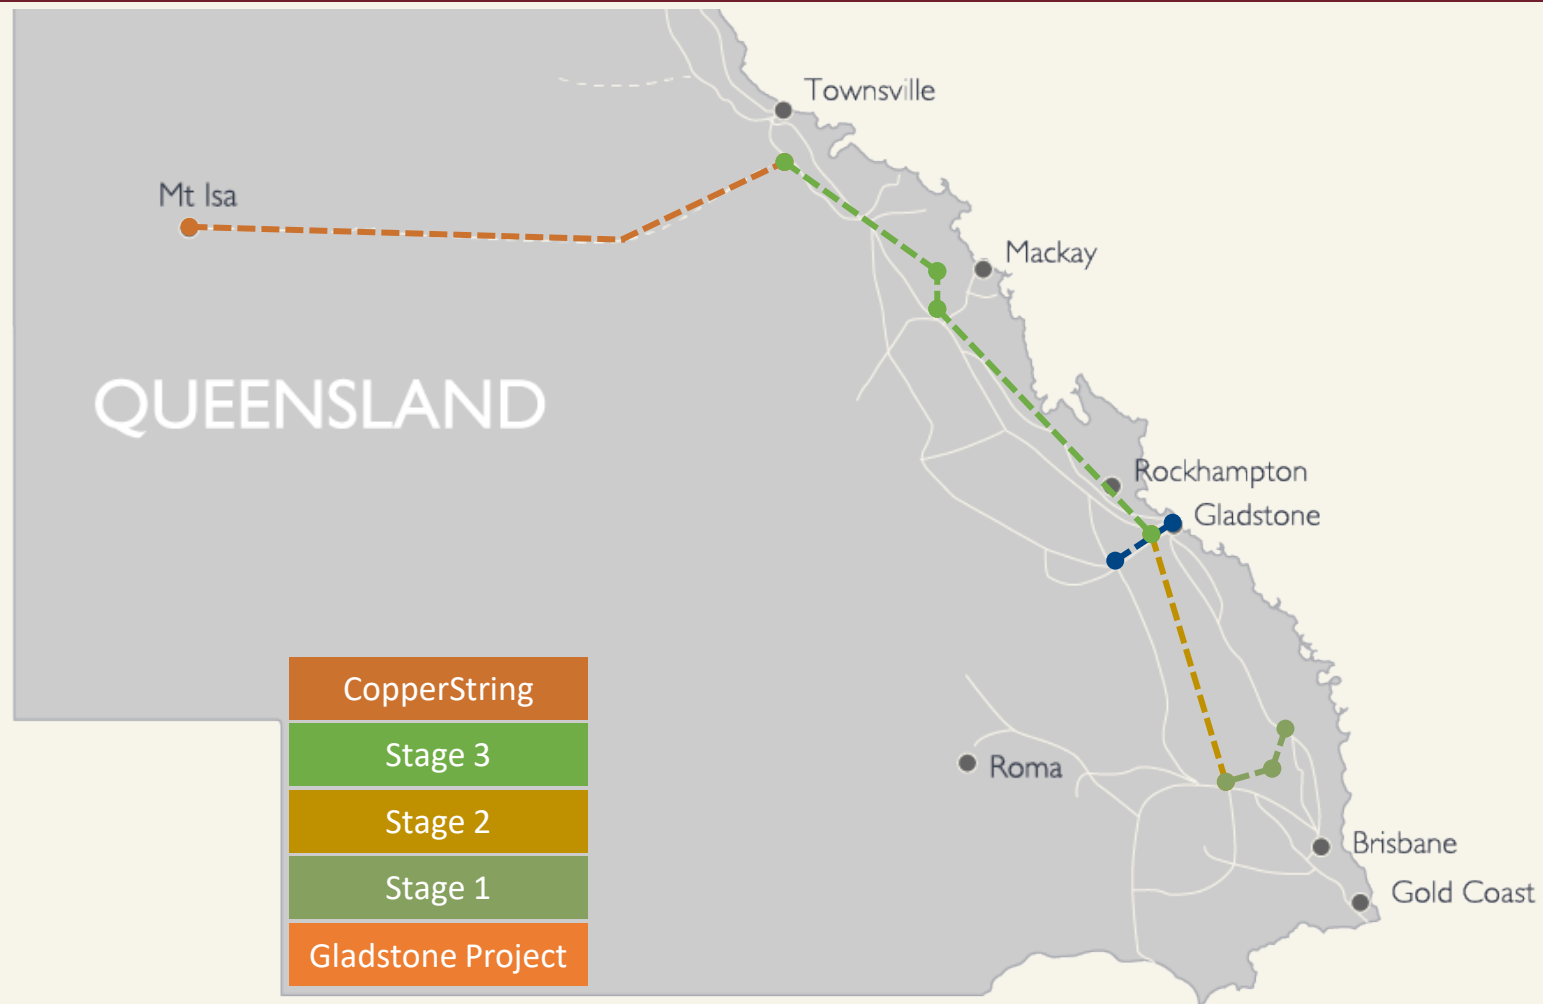 Townsville
Mt Isa
Mackay
QUEENSLAND
Rockhampton
Gladstone
CopperString
Stage 3
Stage 2
Stage 1
Gladstone Project
Roma
Brisbane
Gold Coast